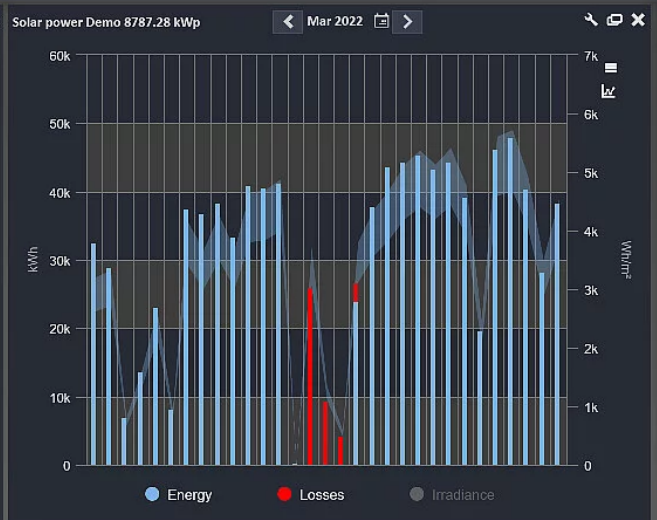 Solar power Demo 8787.28 kWp
Mar 2022
60k
50k
40k
30k
20k
10k
0
kWh
7k
6k
5k
4k
3k
2k
1k
0
Wh/m²
Energy
Losses
Irradiance